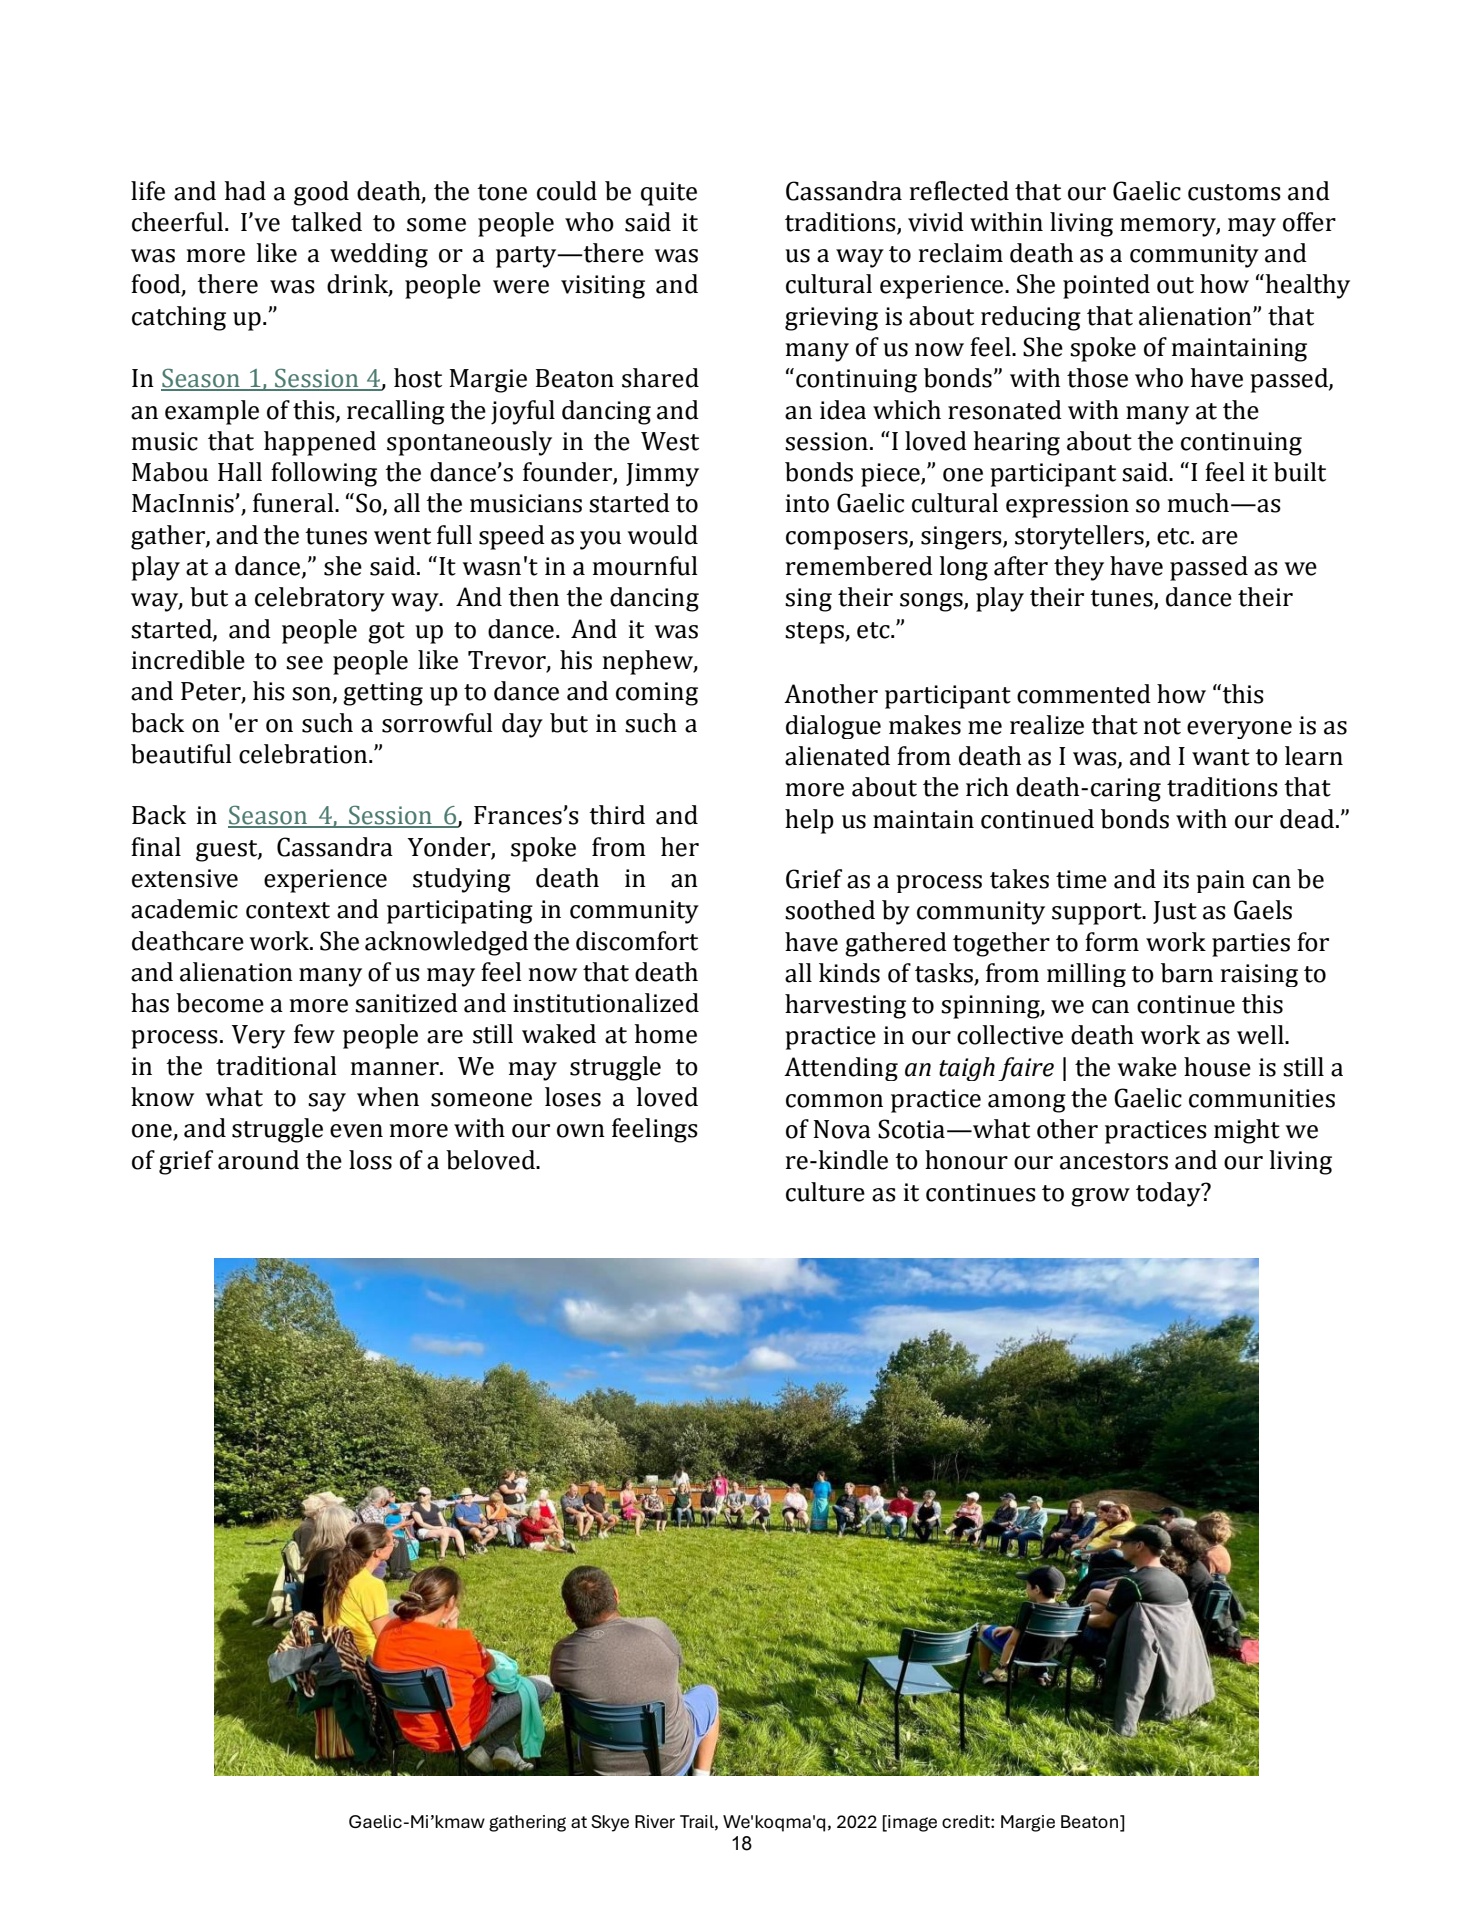 life and had a good death, the tone could be quite
cheerful. I’ve talked to some people who said it
was more like a wedding or a party—there was
food, there was drink, people were visiting and
catching up.”
In Season 1, Session 4, host Margie Beaton shared
an example of this, recalling the joyful dancing and
music that happened spontaneously in the West
Mabou Hall following the dance’s founder, Jimmy
MacInnis’, funeral. “So, all the musicians started to
gather, and the tunes went full speed as you would
play at a dance,” she said. “It wasn't in a mournful
way, but a celebratory way.  And then the dancing
started, and people got up to dance. And it was
incredible to see people like Trevor, his nephew,
and Peter, his son, getting up to dance and coming
back on 'er on such a sorrowful day but in such a
beautiful celebration.”
Back in Season 4, Session 6, Frances’s third and
final guest, Cassandra Yonder, spoke from her
extensive experience studying death in an
academic context and participating in community
deathcare work. She acknowledged the discomfort
and alienation many of us may feel now that death
has become a more sanitized and institutionalized
process. Very few people are still waked at home
in the traditional manner. We may struggle to
know what to say when someone loses a loved
one, and struggle even more with our own feelings
of grief around the loss of a beloved.
Cassandra reflected that our Gaelic customs and
traditions, vivid within living memory, may offer
us a way to reclaim death as a community and
cultural experience. She pointed out how “healthy
grieving is about reducing that alienation” that
many of us now feel. She spoke of maintaining
“continuing bonds” with those who have passed,
an idea which resonated with many at the
session. “I loved hearing about the continuing
bonds piece,” one participant said. “I feel it built
into Gaelic cultural expression so much—as
composers, singers, storytellers, etc. are
remembered long after they have passed as we
sing their songs, play their tunes, dance their
steps, etc.”
Another participant commented how “this
dialogue makes me realize that not everyone is as
alienated from death as I was, and I want to learn
more about the rich death-caring traditions that
help us maintain continued bonds with our dead.”
Grief as a process takes time and its pain can be
soothed by community support. Just as Gaels
have gathered together to form work parties for
all kinds of tasks, from milling to barn raising to
harvesting to spinning, we can continue this
practice in our collective death work as well.
Attending an taigh faire | the wake house is still a
common practice among the Gaelic communities
of Nova Scotia—what other practices might we
re-kindle to honour our ancestors and our living
culture as it continues to grow today?
Gaelic-Mi’kmaw gathering at Skye River Trail, We'koqma'q, 2022 [image credit: Margie Beaton]
18